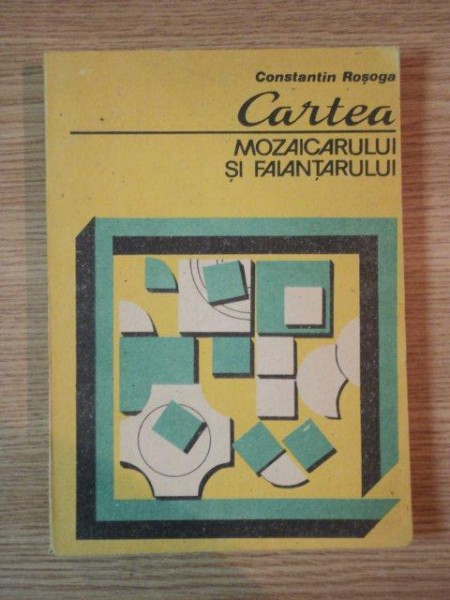 Constantin Roșoga
Cartea
MOZAICARULUI
ȘI FAIANȚARULUI